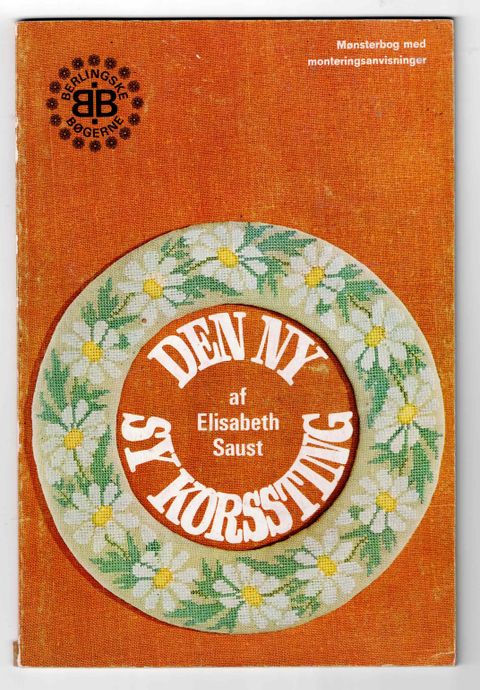 Mønsterbog med
monteringsanvisninger
BERLINGSKE
BB
BØGERNE
DEN NY
af
Elisabeth
Saust
SY KORSSTING